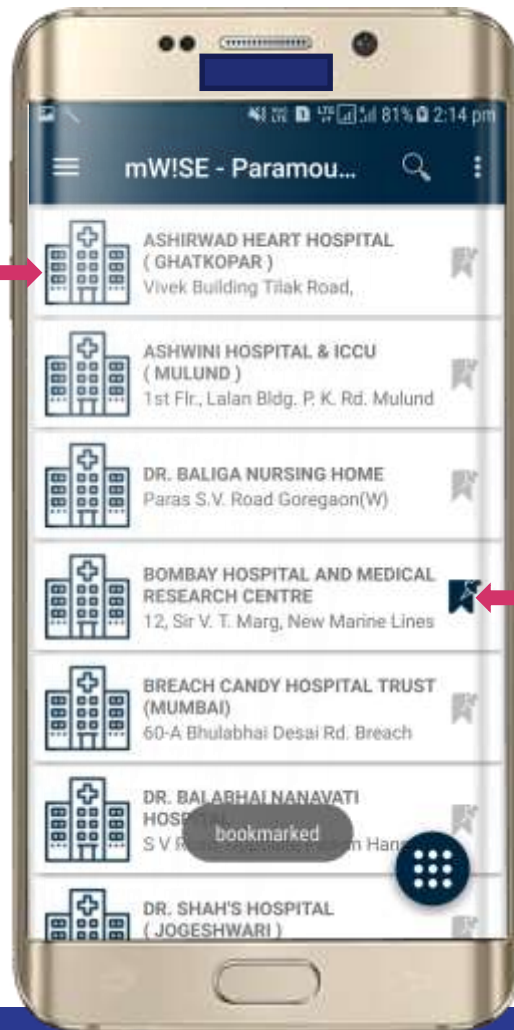 81% 2:14 pm
mW!SE - Paramou...
ASHIRWAD HEART HOSPITAL
( GHATKOPAR )
Vivek Building Tilak Road,
ASHWINI HOSPITAL & ICCU
( MULUND )
1st Flr., Lalan Bldg. P. K. Rd. Mulund
DR. BALIGA NURSING HOME
Paras S.V. Road Goregaon(W)
BOMBAY HOSPITAL AND MEDICAL
RESEARCH CENTRE
12, Sir V. T. Marg, New Marine Lines
BREACH CANDY HOSPITAL TRUST
(MUMBAI)
60-A Bhulabhai Desai Rd. Breach
DR. BALABHAI NANAVATI
S V
bookmarked
DR. SHAH'S HOSPITAL
( JOGESHWARI )